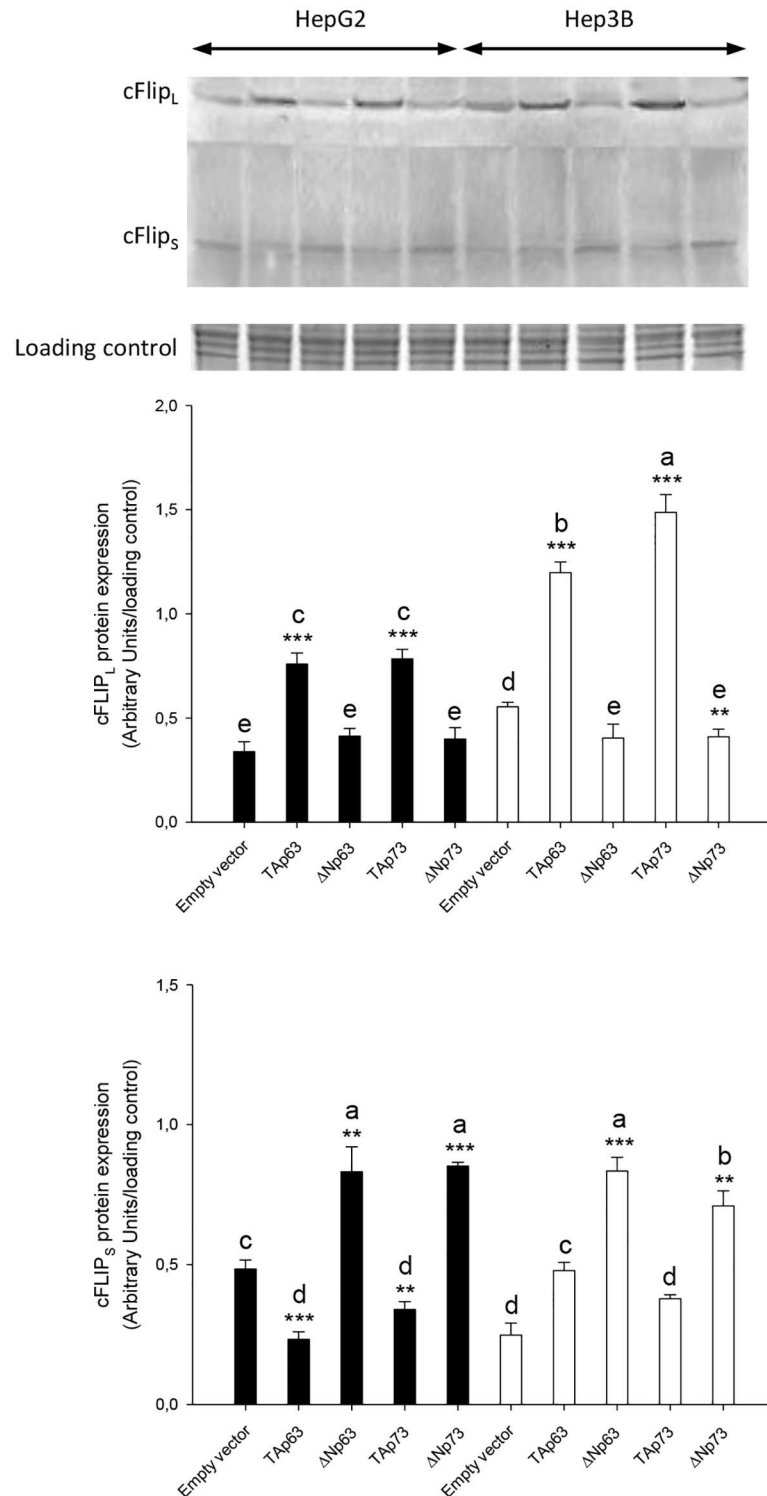 HepG2 Hep3B
cFlipL
cFlipS
Loading control
2,0
1,5
1,0
0,5
0,0
cFLIPL protein expression
(Arbitrary Units/loading control)
e
c
***
e
c
***
e
d
b
***
e
a
***
e
**
Empty vector TAp63 ΔNp63 TAp73 ΔNp73 Empty vector TAp63 ΔNp63 TAp73 ΔNp73
1,5
1,0
0,5
0,0
cFLIPS protein expression
(Arbitrary Units/loading control)
c
d
***
a
**
d
**
a
***
d
c
a
***
d
b
**
Empty vector TAp63 ΔNp63 TAp73 ΔNp73 Empty vector TAp63 ΔNp63 TAp73 ΔNp73